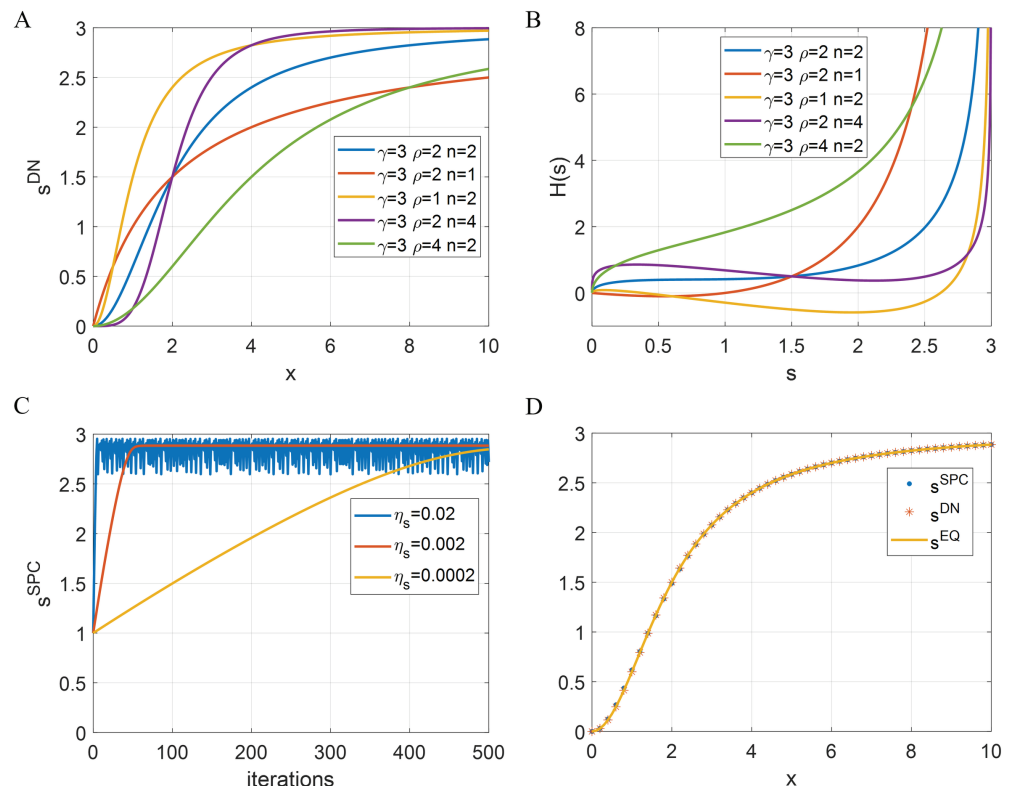 A
s^DN
3
2.5
2
1.5
1
0.5
0
0 2 4 6 8 10
x
γ=3 ρ=2 n=2
γ=3 ρ=2 n=1
γ=3 ρ=1 n=2
γ=3 ρ=2 n=4
γ=3 ρ=4 n=2
B
H(s)
8
6
4
2
0
0 0.5 1 1.5 2 2.5 3
s
γ=3 ρ=2 n=2
γ=3 ρ=2 n=1
γ=3 ρ=1 n=2
γ=3 ρ=2 n=4
γ=3 ρ=4 n=2
C
s^SPC
3
2.5
2
1.5
1
0.5
0
0 100 200 300 400 500
iterations
η_s=0.02
η_s=0.002
η_s=0.0002
D
3
2.5
2
1.5
1
0.5
0
0 2 4 6 8 10
x
s^SPC
s^DN
s^EQ